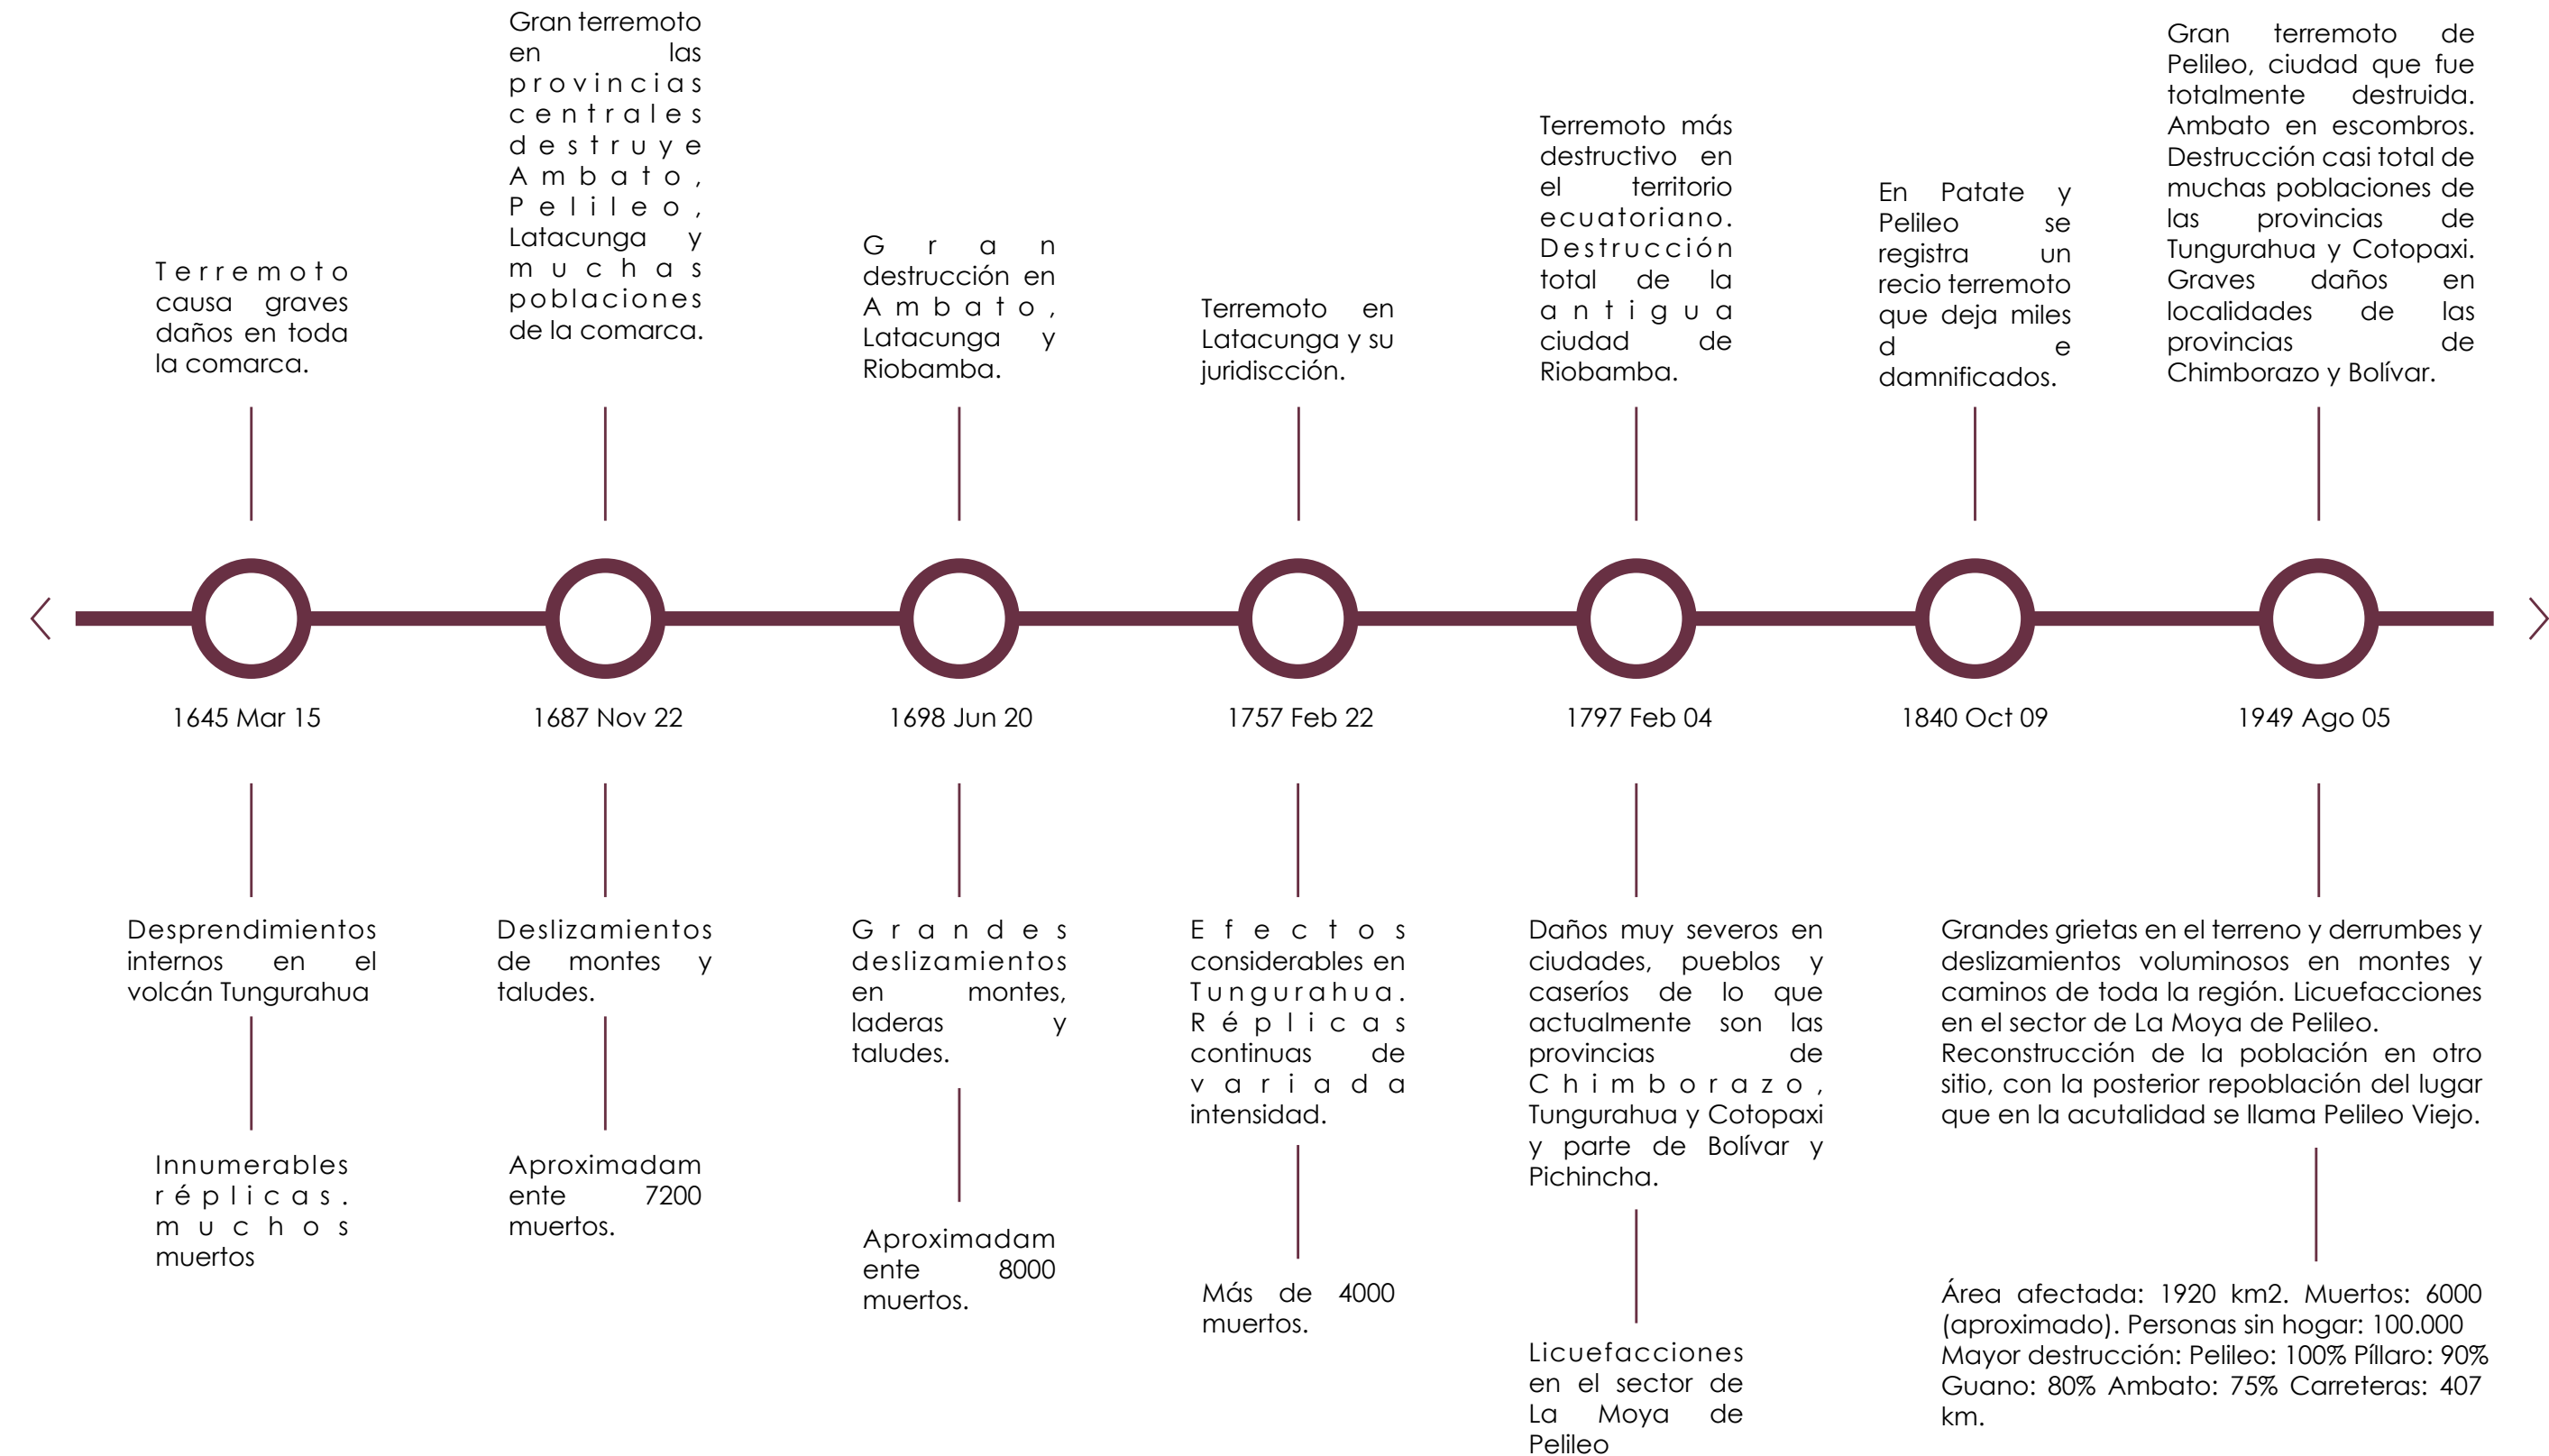 Terremoto
causa graves
daños en toda
la comarca.
Gran terremoto
en las
provincias
centrales
destruye
Ambato,
Pelileo,
Latacunga y
muchas
poblaciones
de la comarca.
Gran
destrucción en
Ambato,
Latacunga y
Riobamba.
Terremoto en
Latacunga y su
juridiscción.
Terremoto más
destructivo en
el territorio
ecuatoriano.
Destrucción
total de la
antigua
ciudad de
Riobamba.
En Patate y
Pelileo se
registra un
recio terremoto
que deja miles
de
damnificados.
Gran terremoto de
Pelileo, ciudad que fue
totalmente destruida.
Ambato en escombros.
Destrucción casi total de
muchas poblaciones de
las provincias de
Tungurahua y Cotopaxi.
Graves daños en
localidades de las
provincias de
Chimborazo y Bolívar.
1645 Mar 15
1687 Nov 22
1698 Jun 20
1757 Feb 22
1797 Feb 04
1840 Oct 09
1949 Ago 05
Desprendimientos
internos en el
volcán Tungurahua
Innumerables
réplicas.
muchos
muertos
Deslizamientos
de montes y
taludes.
Aproximadam
ente 7200
muertos.
Grandes
deslizamientos
en montes,
laderas y
taludes.
Aproximadam
ente 8000
muertos.
Efectos
considerables en
Tungurahua.
Réplicas
continuas de
variada
intensidad.
Más de 4000
muertos.
Daños muy severos en
ciudades, pueblos y
caseríos de lo que
actualmente son las
provincias de
Chimborazo,
Tungurahua y Cotopaxi
y parte de Bolívar y
Pichincha.
Licuefacciones
en el sector de
La Moya de
Pelileo
Grandes grietas en el terreno y derrumbes y
deslizamientos voluminosos en montes y
caminos de toda la región. Licuefacciones
en el sector de La Moya de Pelileo.
Reconstrucción de la población en otro
sitio, con la posterior repoblación del lugar
que en la acutalidad se llama Pelileo Viejo.
Área afectada: 1920 km2. Muertos: 6000
(aproximado). Personas sin hogar: 100.000
Mayor destrucción: Pelileo: 100% Píllaro: 90%
Guano: 80% Ambato: 75% Carreteras: 407
km.